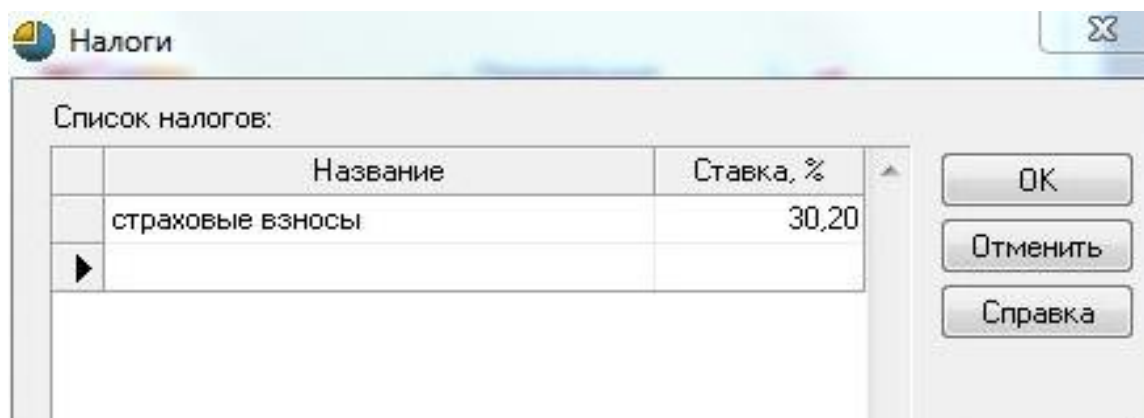 Налоги
Список налогов:
Название Ставка, % OK
страховые взносы 30,20
Отменить
Справка